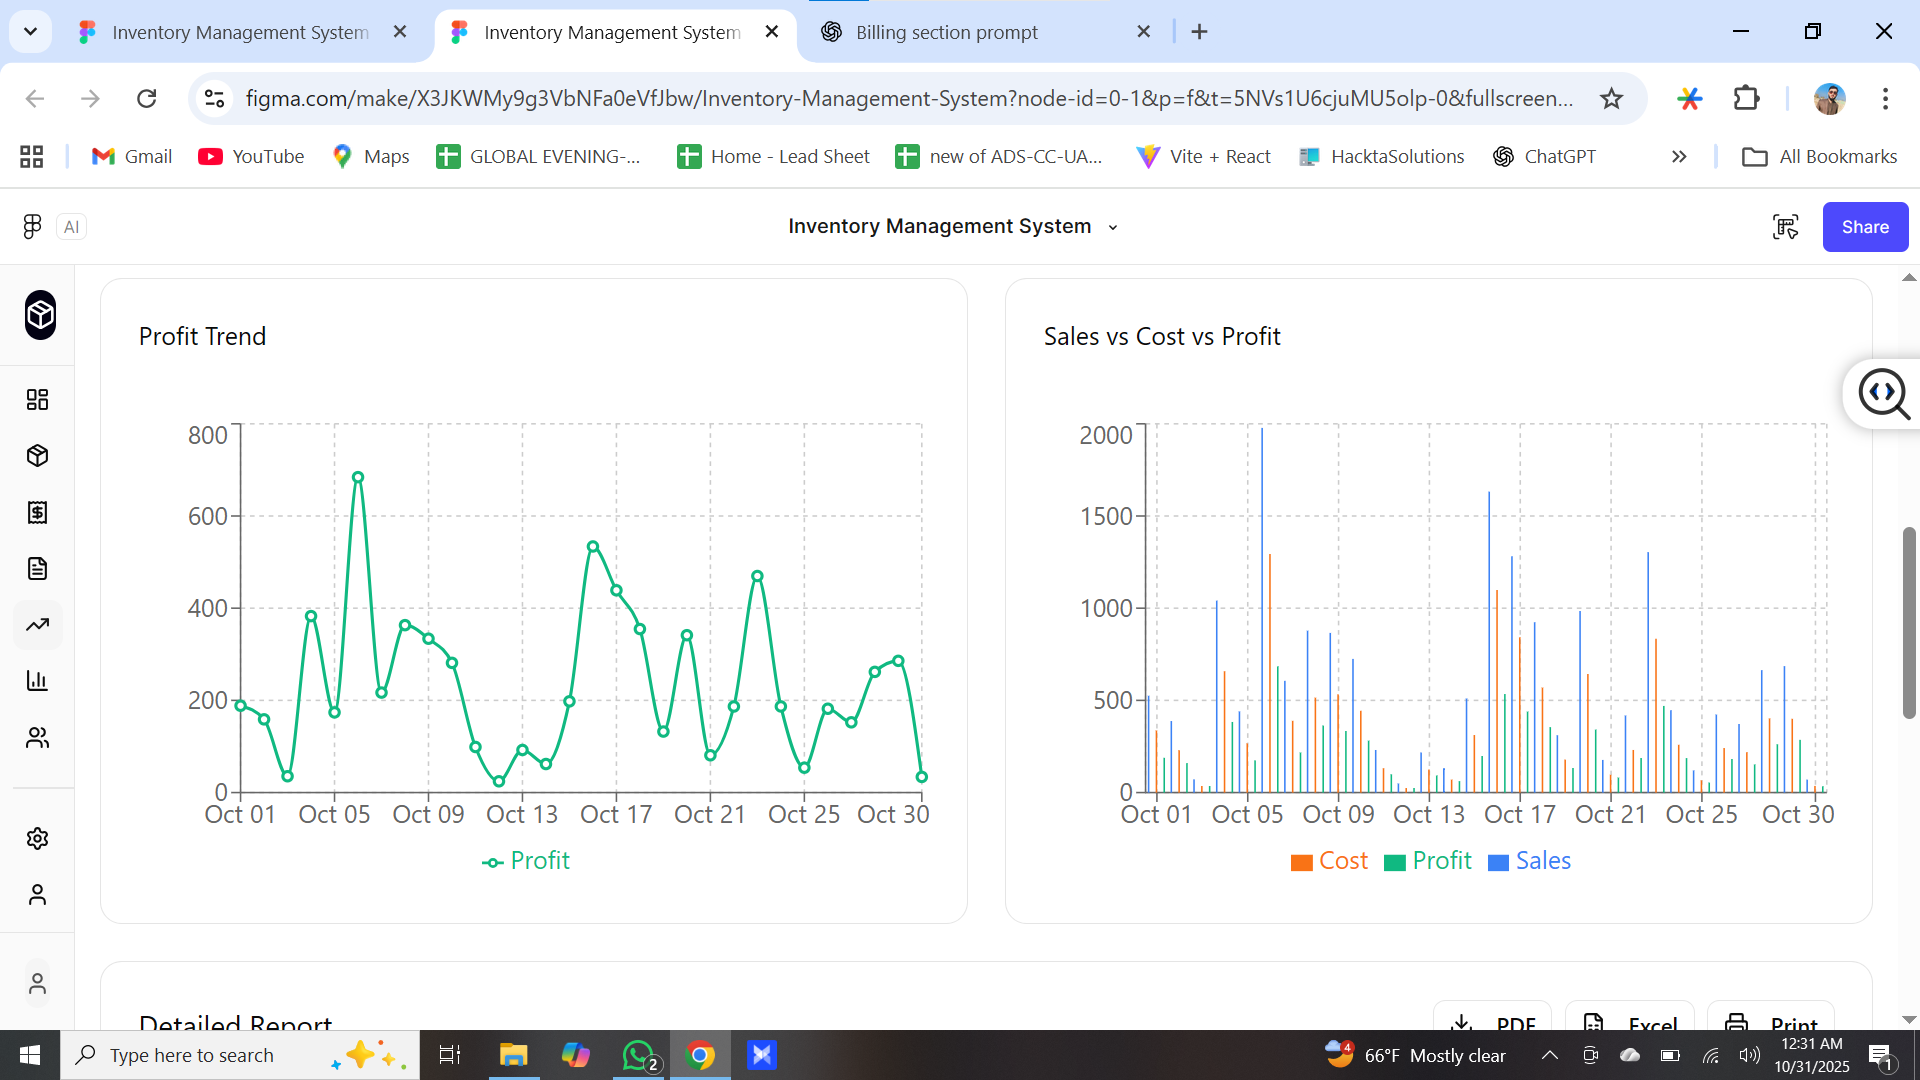 Inventory Management System
Inventory Management System
Billing section prompt
figma.com/make/X3JKWMy9g3VbNFa0eVfJbw/Inventory-Management-System?node-id=0-1&p=f&t=5NVs1U6cjuMU5olp-0&fullscreen...
Gmail
YouTube
Maps
GLOBAL EVENING-...
Home - Lead Sheet
new of ADS-CC-UA...
Vite + React
HacktaSolutions
ChatGPT
All Bookmarks
AI
Inventory Management System
Share
Profit Trend
800
600
400
200
0
Oct 01 Oct 05 Oct 09 Oct 13 Oct 17 Oct 21 Oct 25 Oct 30
Profit
Sales vs Cost vs Profit
2000
1500
1000
500
0
Oct 01 Oct 05 Oct 09 Oct 13 Oct 17 Oct 21 Oct 25 Oct 30
Cost Profit Sales
Detailed Report
PDF
Excel
Print
Type here to search
2
4
66°F Mostly clear
12:31 AM
10/31/2025
1